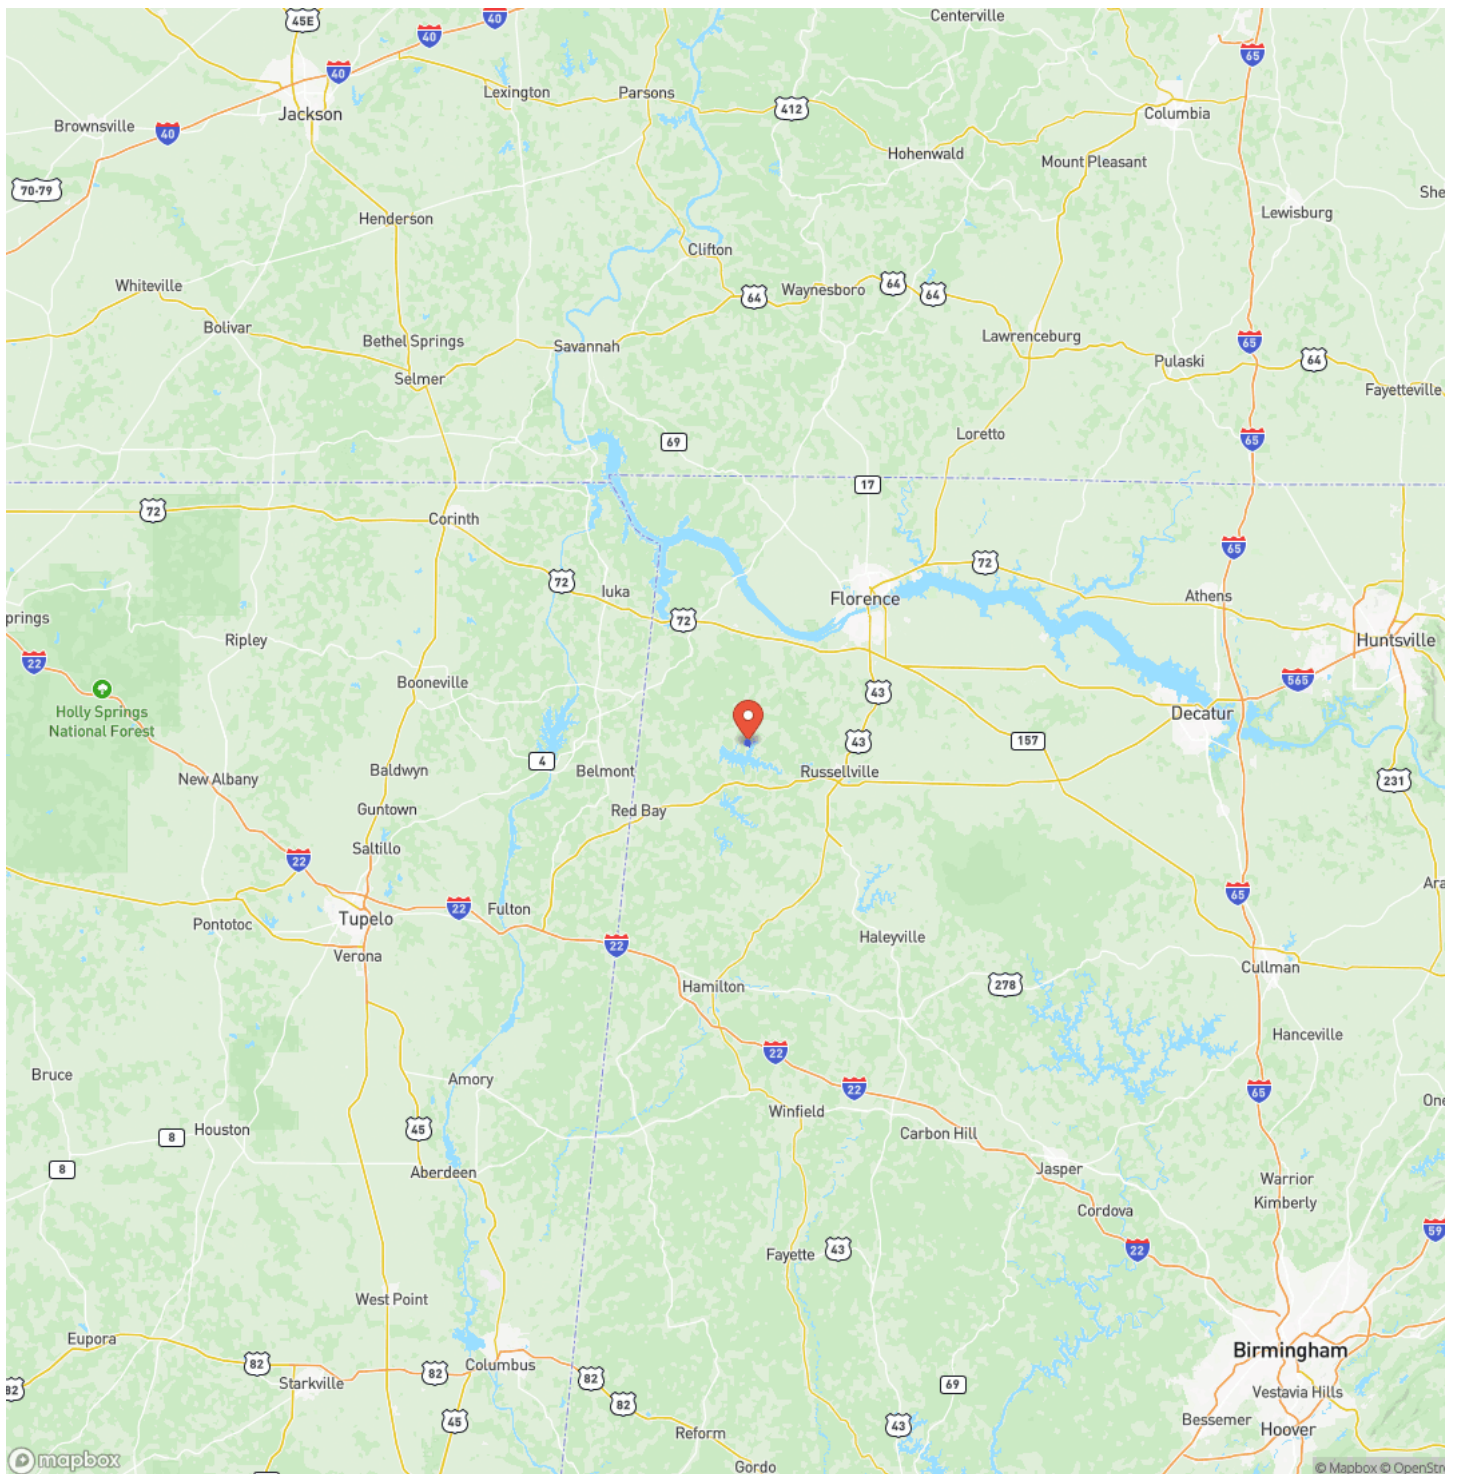 45E
40
40
Centerville
65
40
Lexington
Parsons
412
Jackson
Columbia
Brownsville
40
Hohenwald
Mount Pleasant
70-79
She
Henderson
Lewisburg
Clifton
Whiteville
64
Waynesboro
64
64
Bolivar
Bethel Springs
Savannah
Lawrenceburg
65
Pulaski
64
Selmer
Fayetteville
69
Loretto
65
17
72
Corinth
65
72
Iuka
72
Florence
Athens
prings
72
Ripley
Huntsville
22
565
Booneville
43
Holly Springs
National Forest
Decatur
43
157
4
Belmont
Russellville
New Albany
Baldwyn
231
Guntown
Red Bay
Saltillo
22
Ara
65
Pontotoc
Tupelo
22
Fulton
Haleyville
22
Verona
Cullman
Hamilton
278
Hanceville
22
Bruce
Amory
22
65
One
Winfield
Houston
45
Carbon Hill
8
8
Aberdeen
Jasper
Warrior
Kimberly
Cordova
59
Fayette
43
22
West Point
Eupora
Birmingham
82
Columbus
82
82
82
Starkville
69
Vestavia Hills
82
45
43
Bessemer
Hoover
Reform
mapbox
Gordo
© Mapbox © OpenStre